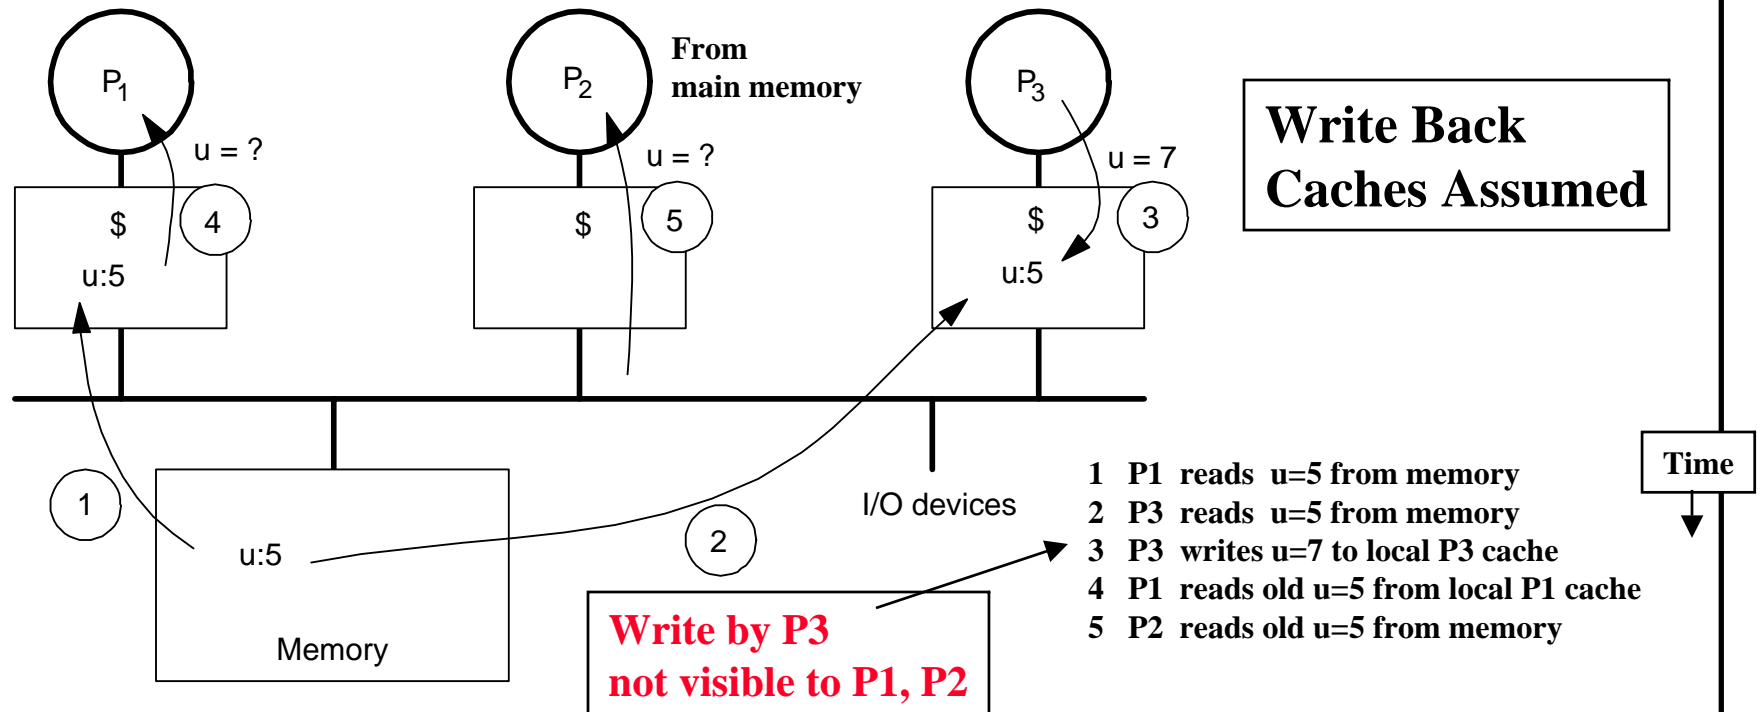 P1
P2
From
main memory
P3
Write Back
Caches Assumed
u = ?
u = ?
u = 7
$
4
$
5
$
3
u:5
u:5
Time
1
I/O devices
2
u:5
Memory
1 P1 reads u=5 from memory
2 P3 reads u=5 from memory
3 P3 writes u=7 to local P3 cache
4 P1 reads old u=5 from local P1 cache
5 P2 reads old u=5 from memory
Write by P3
not visible to P1, P2